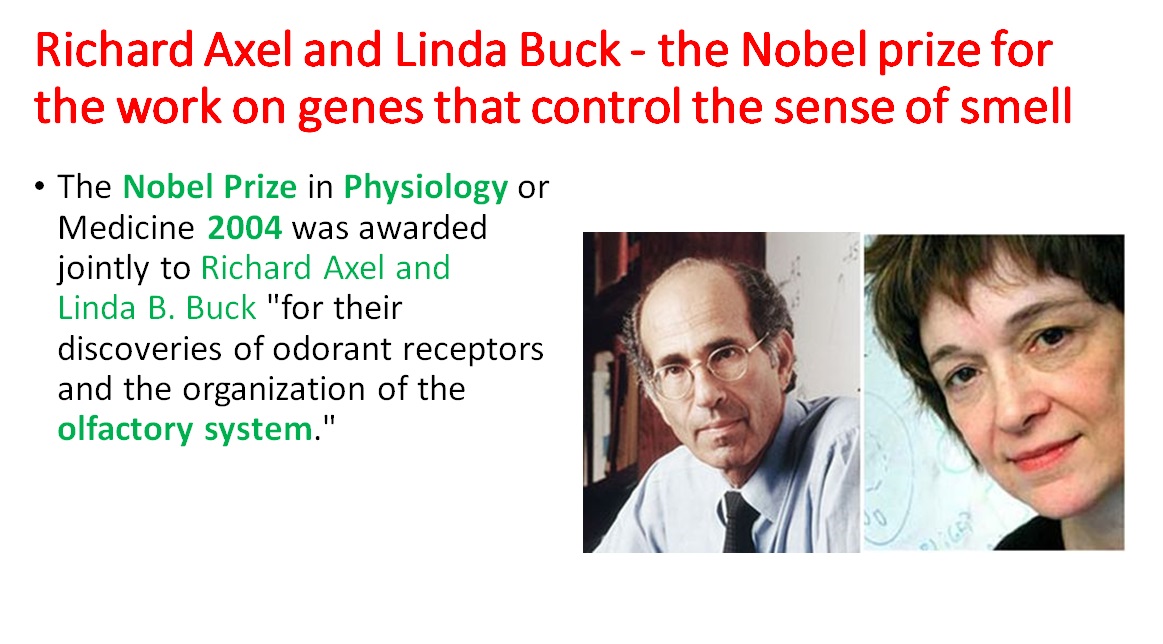 Richard Axel and Linda Buck - the Nobel prize for
the work on genes that control the sense of smell
• The Nobel Prize in Physiology or
Medicine 2004 was awarded
jointly to Richard Axel and
Linda B. Buck "for their
discoveries of odorant receptors
and the organization of the
olfactory system."